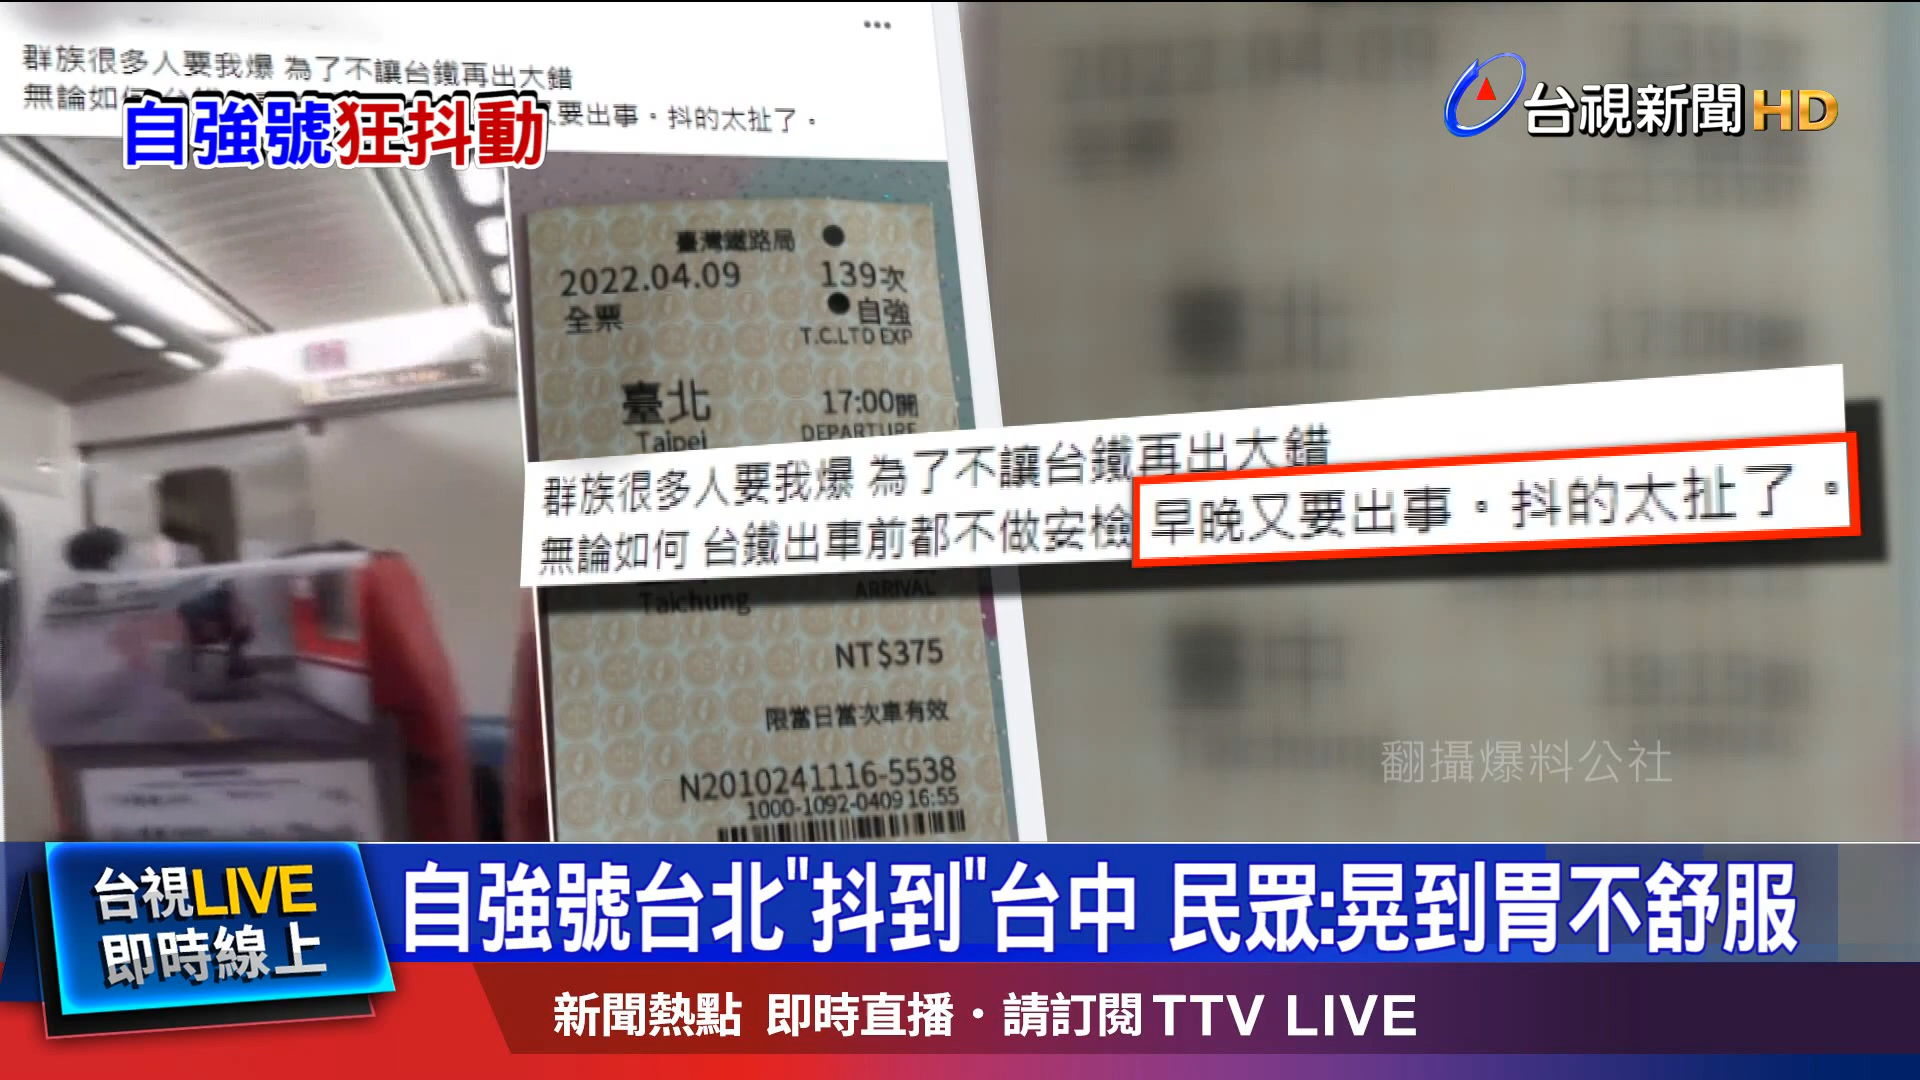 群族很多人要我爆 為了不讓台鐵再出大錯
無論如
又要出事。抖的太扯了。
自強號狂抖動
台視新聞HD
臺灣鐵路局
2022.04.09 139次
全票 自強
T.C.LTD EXP
臺北 17:00開
Taipei DEPARTURE
群族很多人要我爆 為了不讓台鐵再出大錯
無論如何 台鐵出車前都不做安檢 早晚又要出事。抖的太扯了。
Taichung ARRIVAL
NT$375
限當日當次車有效
N2010241116-5538
1000-1092-0409 16:55
翻攝爆料公社
台視LIVE
即時線上
自強號台北"抖到"台中 民眾:晃到胃不舒服
新聞熱點 即時直播・請訂閱TTV LIVE